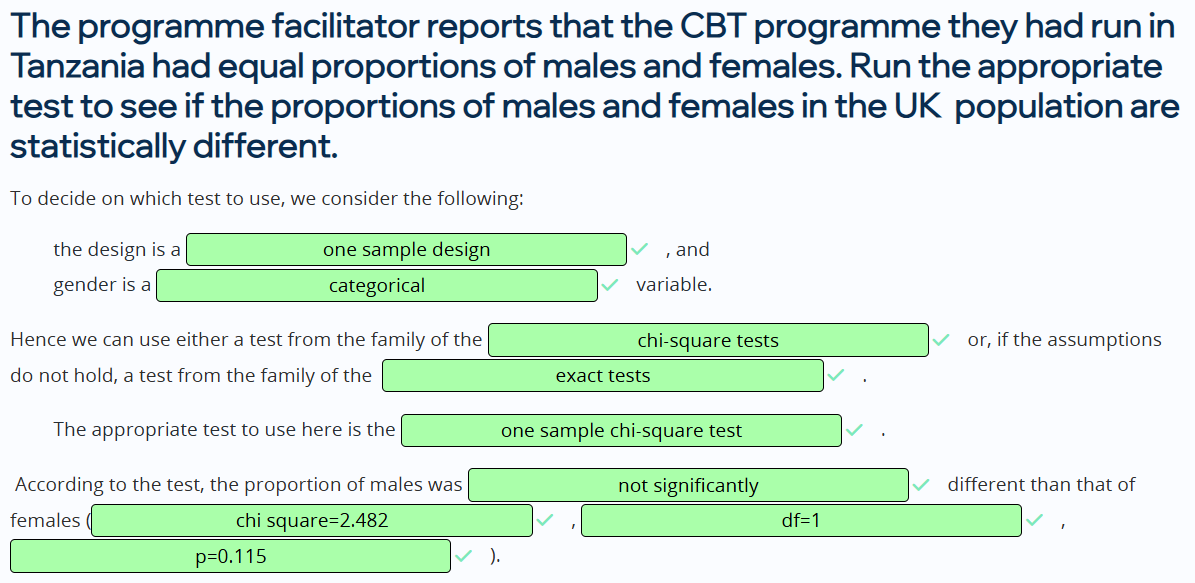 The programme facilitator reports that the CBT programme they had run in
Tanzania had equal proportions of males and females. Run the appropriate
test to see if the proportions of males and females in the UK population are
statistically different.
To decide on which test to use, we consider the following:
the design is a one sample design , and
gender is a categorical variable.
Hence we can use either a test from the family of the chi-square tests or, if the assumptions
do not hold, a test from the family of the exact tests .
The appropriate test to use here is the one sample chi-square test .
According to the test, the proportion of males was not significantly different than that of
females ( chi square=2.482 , df=1 ,
p=0.115 ).